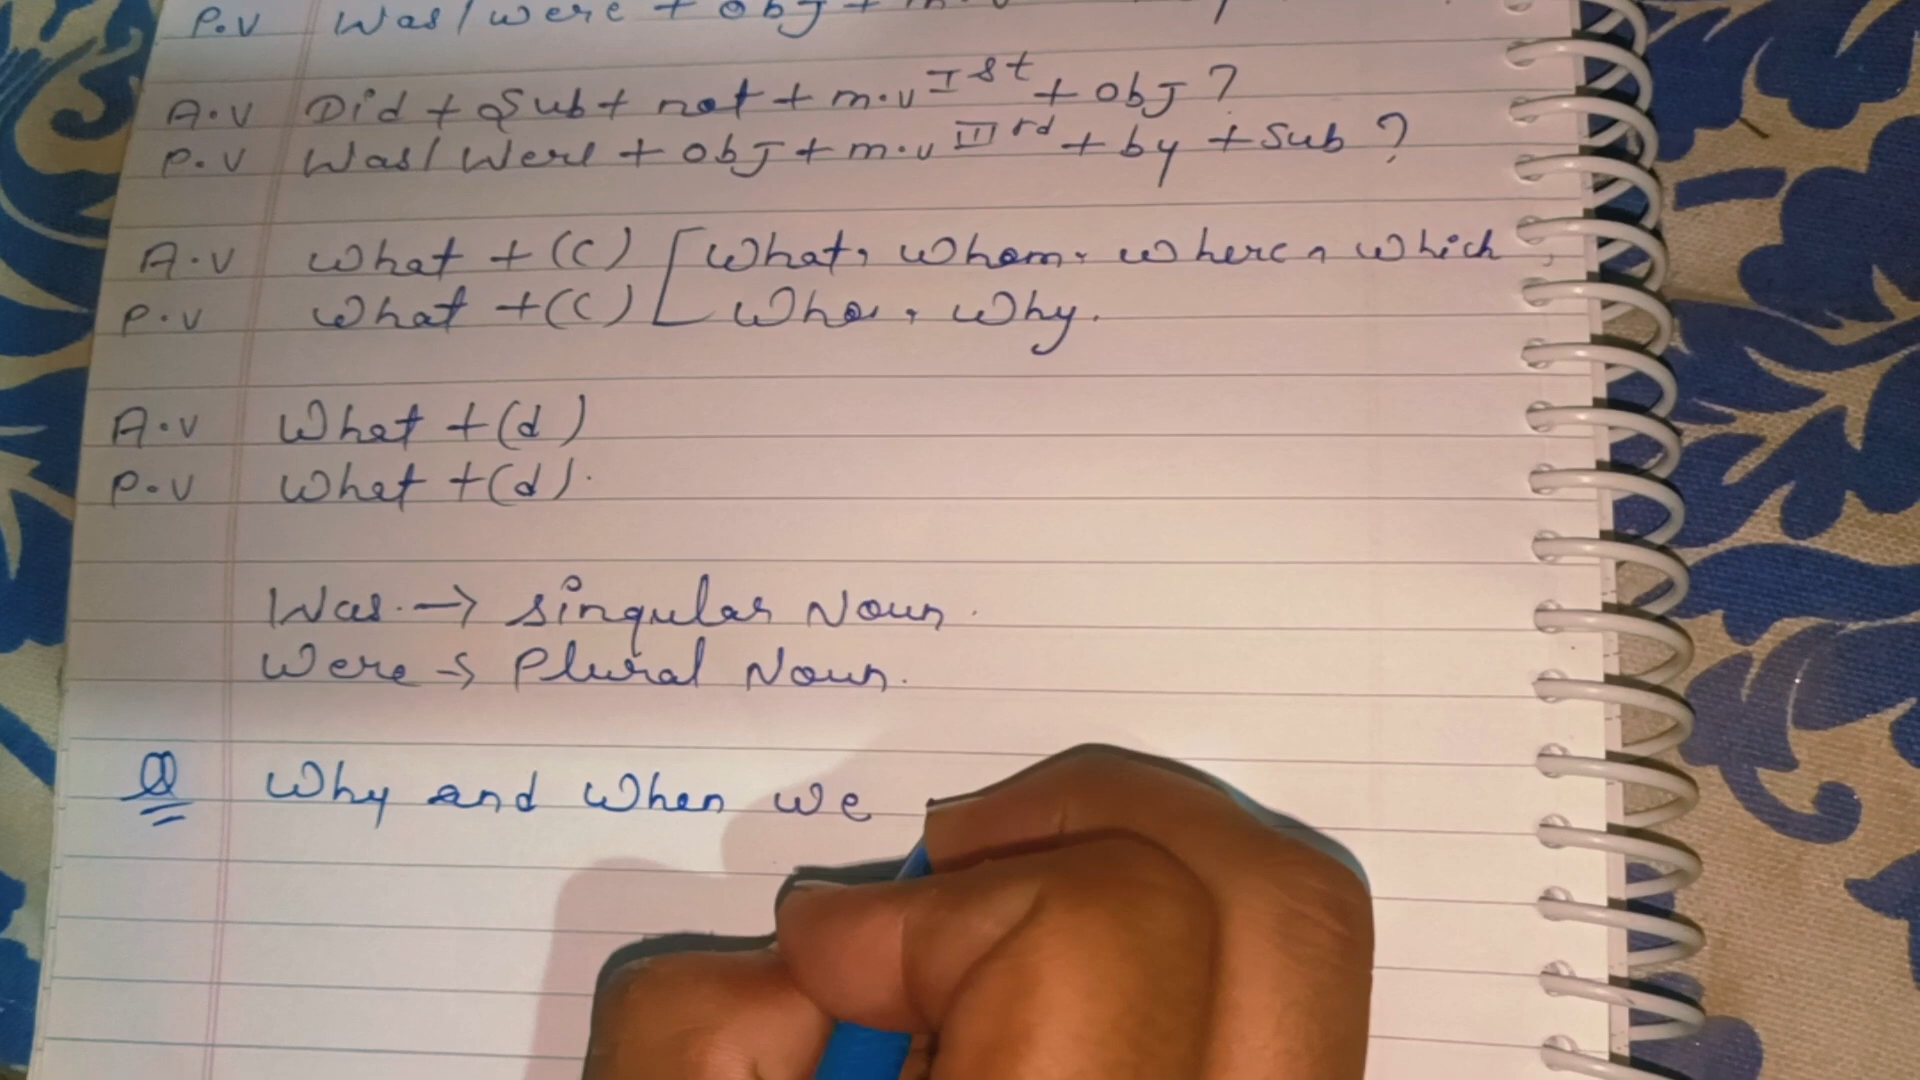 P.V Was/were + obj +
A.V Did + Sub + not + m.v Ist + obj ?
P.V Was/Were + obj + m.v IIIrd + by + Sub ?
A.V What + (c) [ What, Whom, where, which
P.V What + (c) Who, Why.
A.V What + (d)
P.V What + (d).
Was. → Singular Noun.
Were → Plural Noun.
Q Why and When we